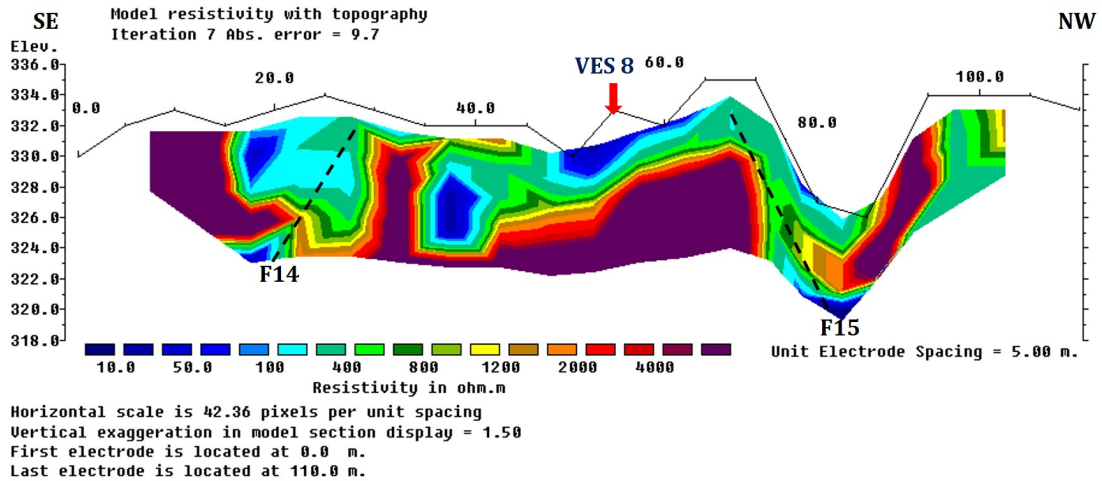 SE
Model resistivity with topography
NW
Iteration 7 Abs. error = 9.7
Elev.
VES 8
336.0
334.0
332.0
330.0
328.0
326.0
324.0
322.0
320.0
318.0
0.0
20.0
40.0
60.0
80.0
100.0
F14
F15
10.0 50.0 100 400 800 1200 2000 4000
Unit Electrode Spacing = 5.00 m.
Resistivity in ohm.m
Horizontal scale is 42.36 pixels per unit spacing
Vertical exaggeration in model section display = 1.50
First electrode is located at 0.0 m.
Last electrode is located at 110.0 m.